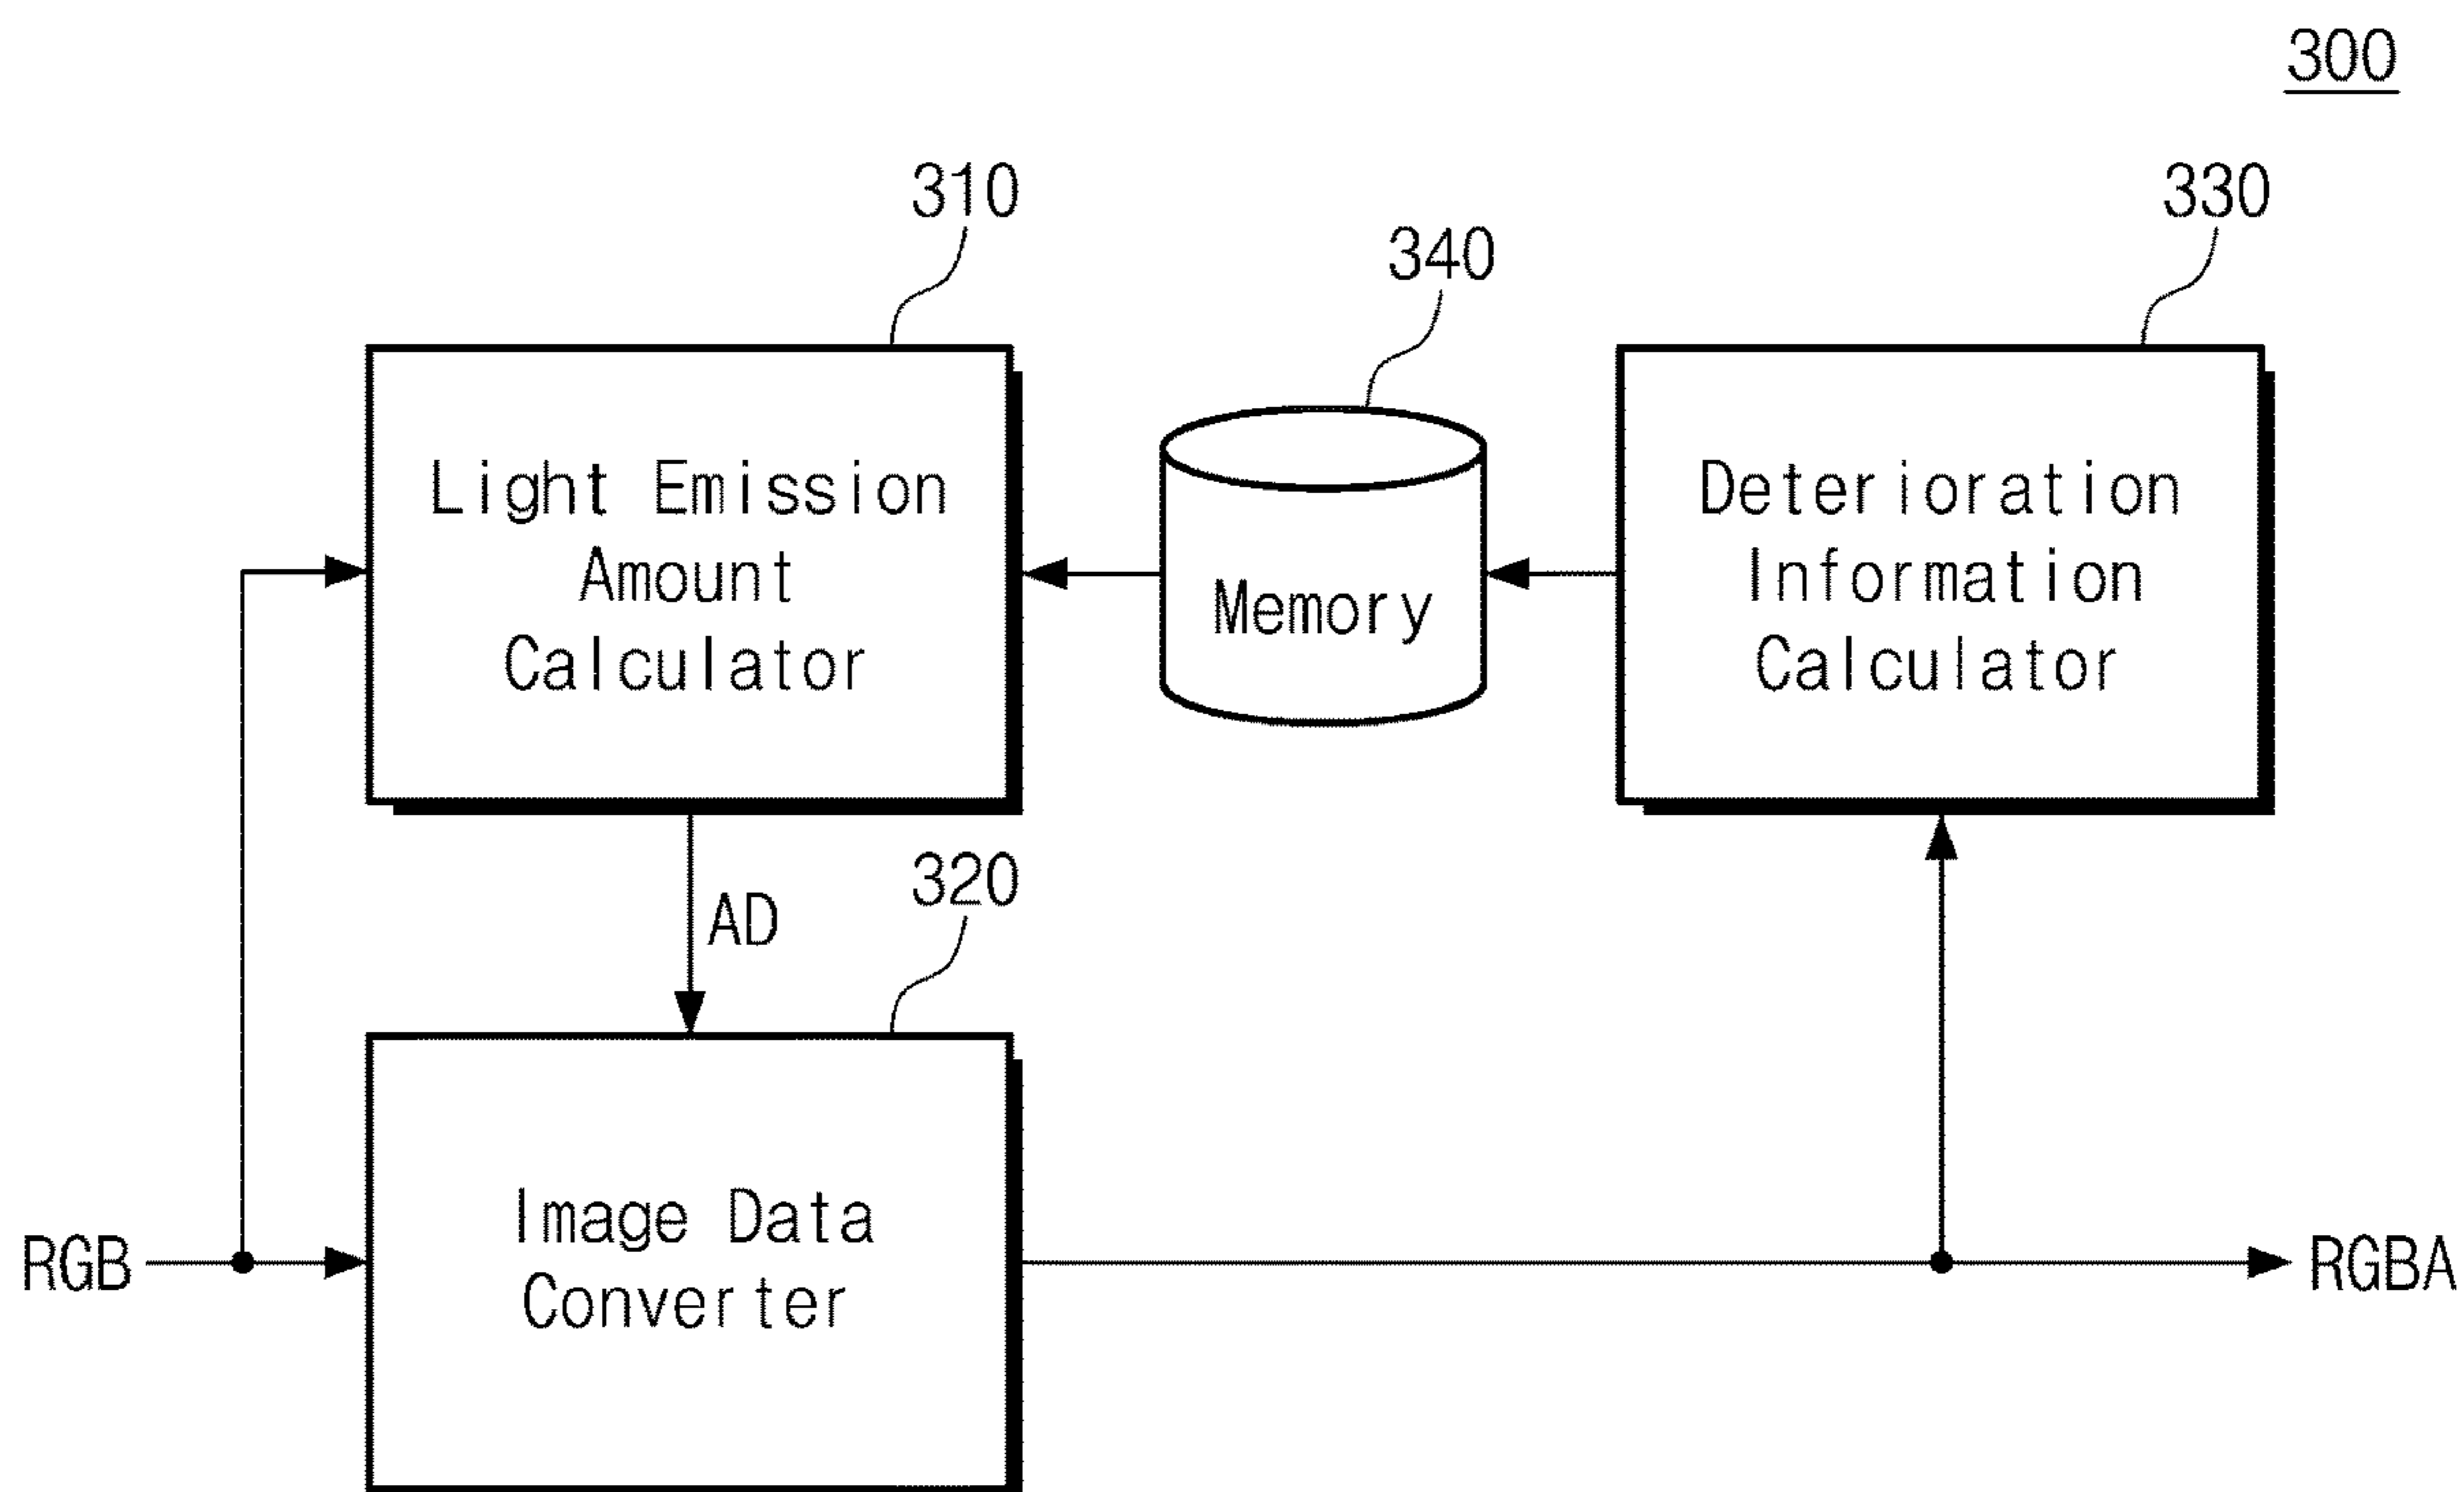 300
310
340
330
Light Emission
Amount
Calculator
Memory
Deterioration
Information
Calculator
AD
320
Image Data
Converter
RGB
RGBA